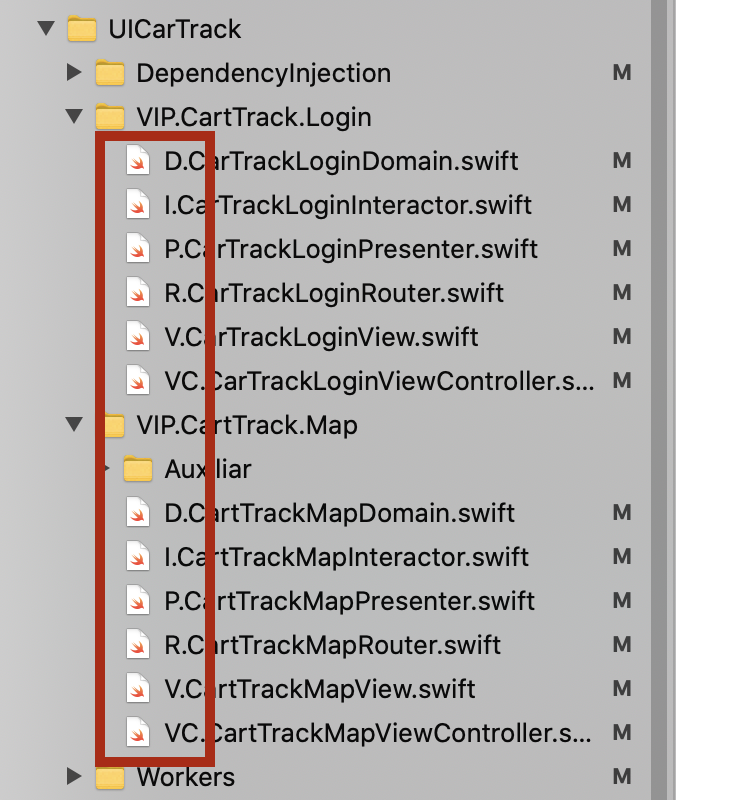 UICarTrack
DependencyInjection M
VIP.CartTrack.Login
D.CarTrackLoginDomain.swift M
I.CarTrackLoginInteractor.swift M
P.CarTrackLoginPresenter.swift M
R.CarTrackLoginRouter.swift M
V.CarTrackLoginView.swift M
VC.CarTrackLoginViewController.s... M
VIP.CartTrack.Map
Auxiliar
D.CartTrackMapDomain.swift M
I.CartTrackMapInteractor.swift M
P.CartTrackMapPresenter.swift M
R.CartTrackMapRouter.swift M
V.CartTrackMapView.swift M
VC.CartTrackMapViewController.s... M
Workers M